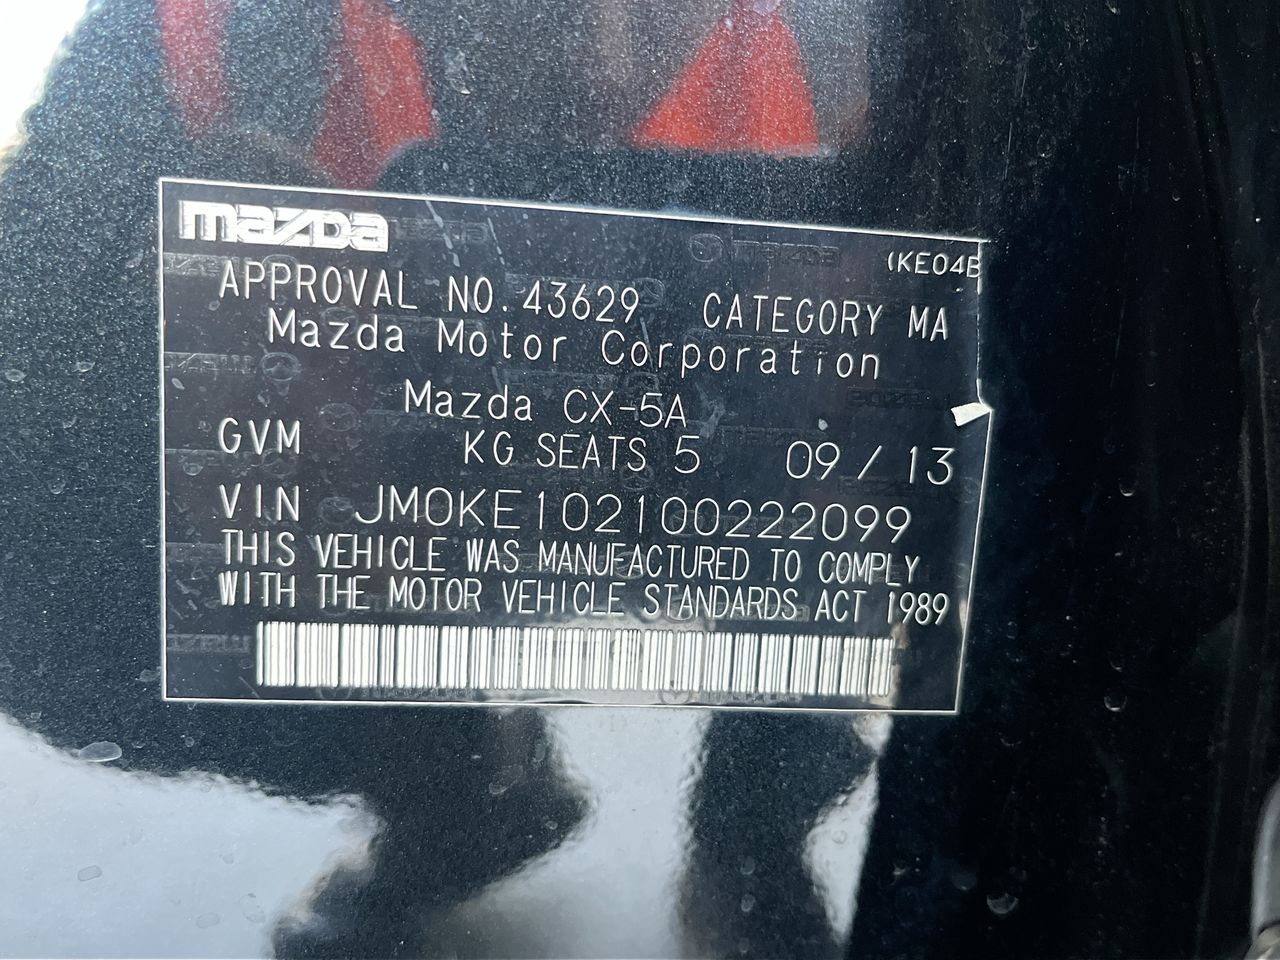 mazda
(KE04B
APPROVAL NO. 43629 CATEGORY MA
Mazda Motor Corporation
Mazda CX-5A
GVM KG SEATS 5 09 / 13
VIN JM0KE102100222099
THIS VEHICLE WAS MANUFACTURED TO COMPLY
WITH THE MOTOR VEHICLE STANDARDS ACT 1989